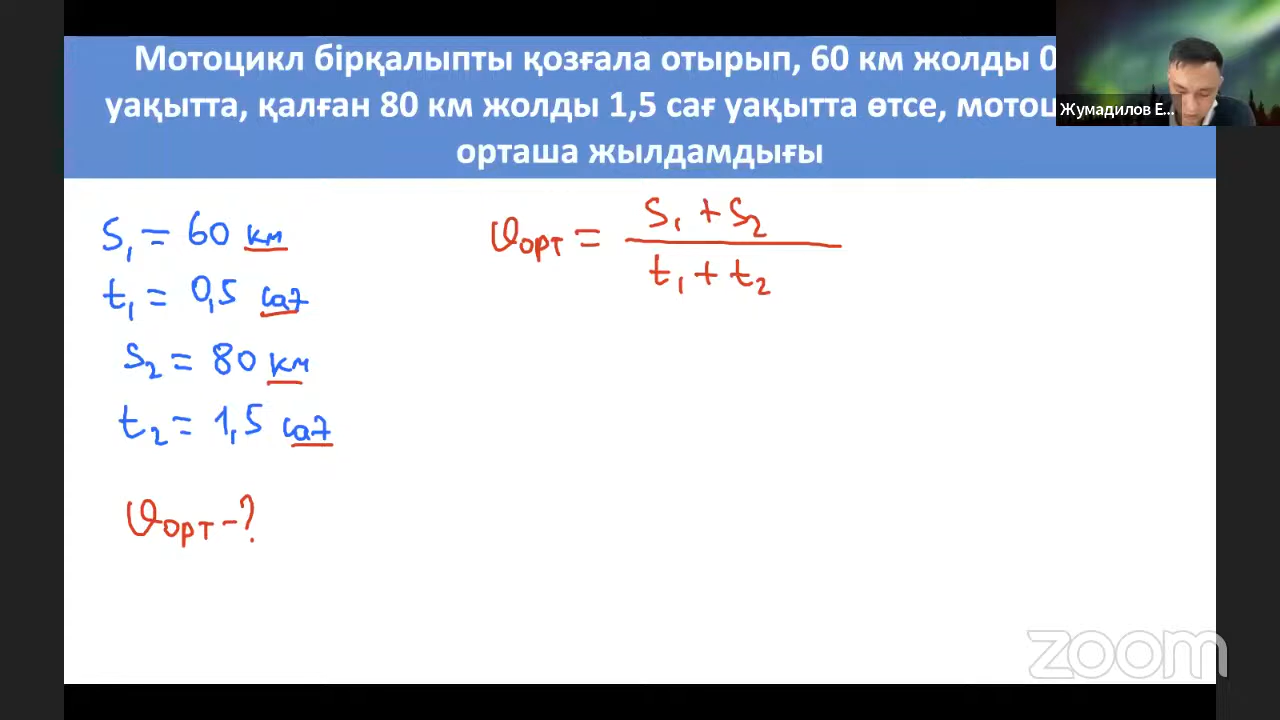 Мотоцикл бірқалыпты қозғала отырып, 60 км жолды 0
уақытта, қалған 80 км жолды 1,5 сағ уақытта өтсе, мотоц
орташа жылдамдығы
Жумадилов Е...
S₁ = 60 км
t₁ = 0,5 сағ
S₂ = 80 км
t₂ = 1,5 сағ
υорт - ?
υорт = (S₁ + S₂) / (t₁ + t₂)
zoom